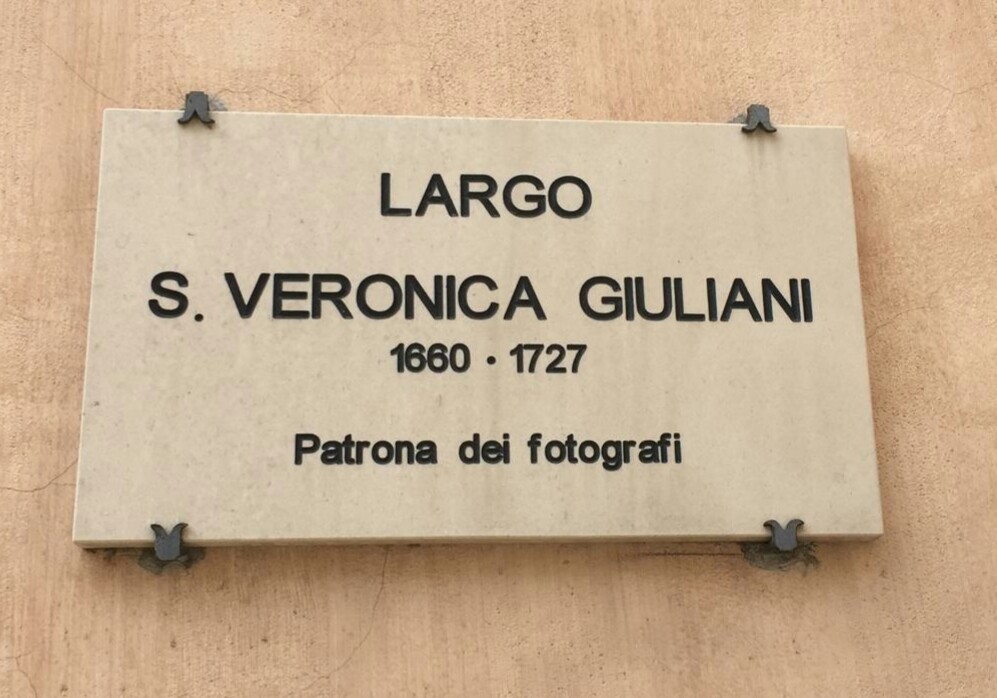 LARGO
S. VERONICA GIULIANI
1660 · 1727
Patrona dei fotografi